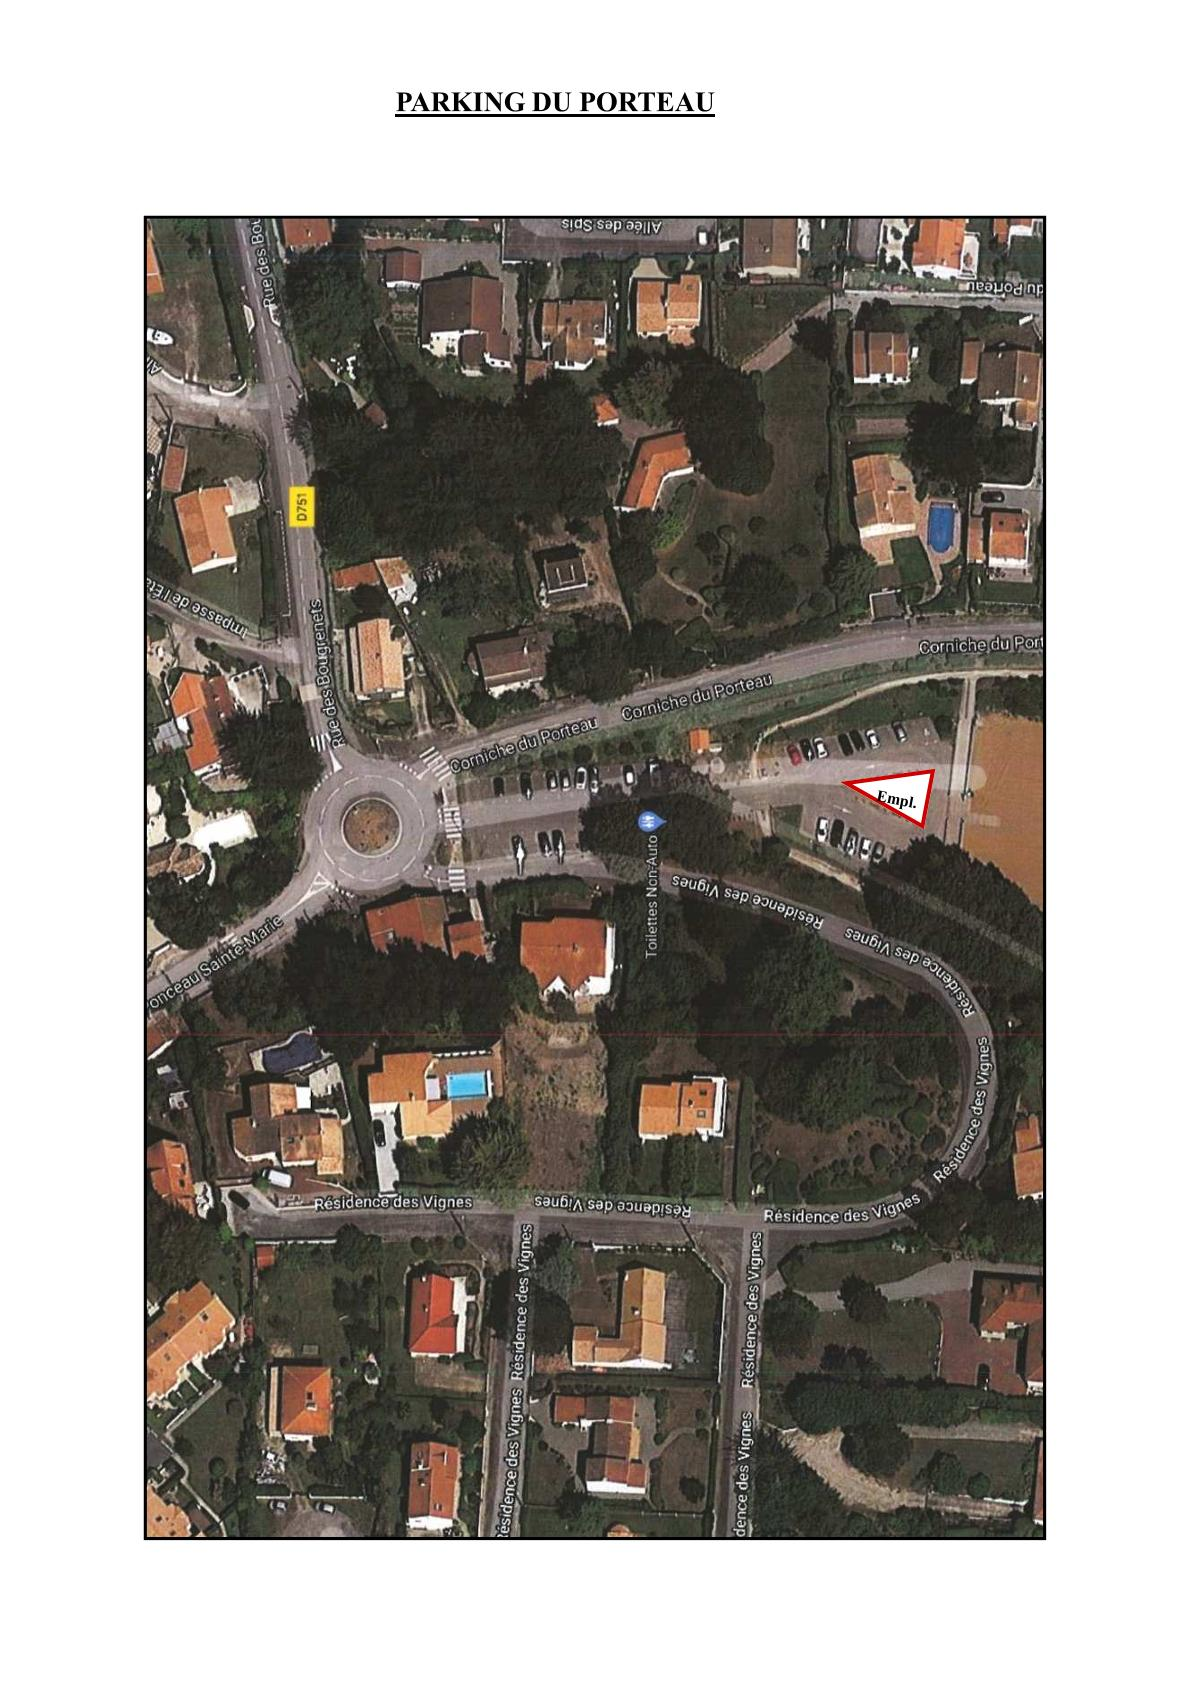 PARKING DU PORTEAU
Allée des Spis
Rue des Bou
du Porteau
D751
Impasse de l'Éta
Rue des Bougrenets
Corniche du Port
Corniche du Porteau
Corniche du Porteau
Empl.
Toilettes Non-Auto
Résidence des Vignes
Résidence des Vignes
onceau Sainte-Marie
Résidence des Vignes
Résidence des Vignes
Résidence des Vignes
Résidence des Vignes
Résidence des Vignes
Résidence des Vignes
Résidence des Vignes
Résidence des Vignes
dence des Vignes